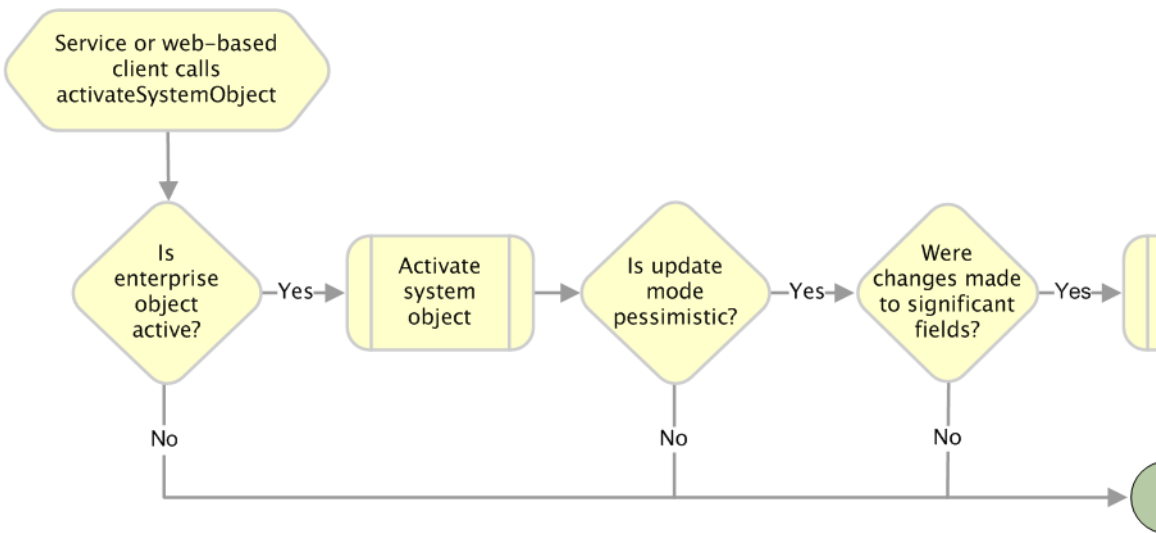 Service or web-based
client calls
activateSystemObject
Is
enterprise
object
active?
Yes
Activate
system
object
Is update
mode
pessimistic?
Yes
Were
changes made
to significant
fields?
Yes
No
No
No